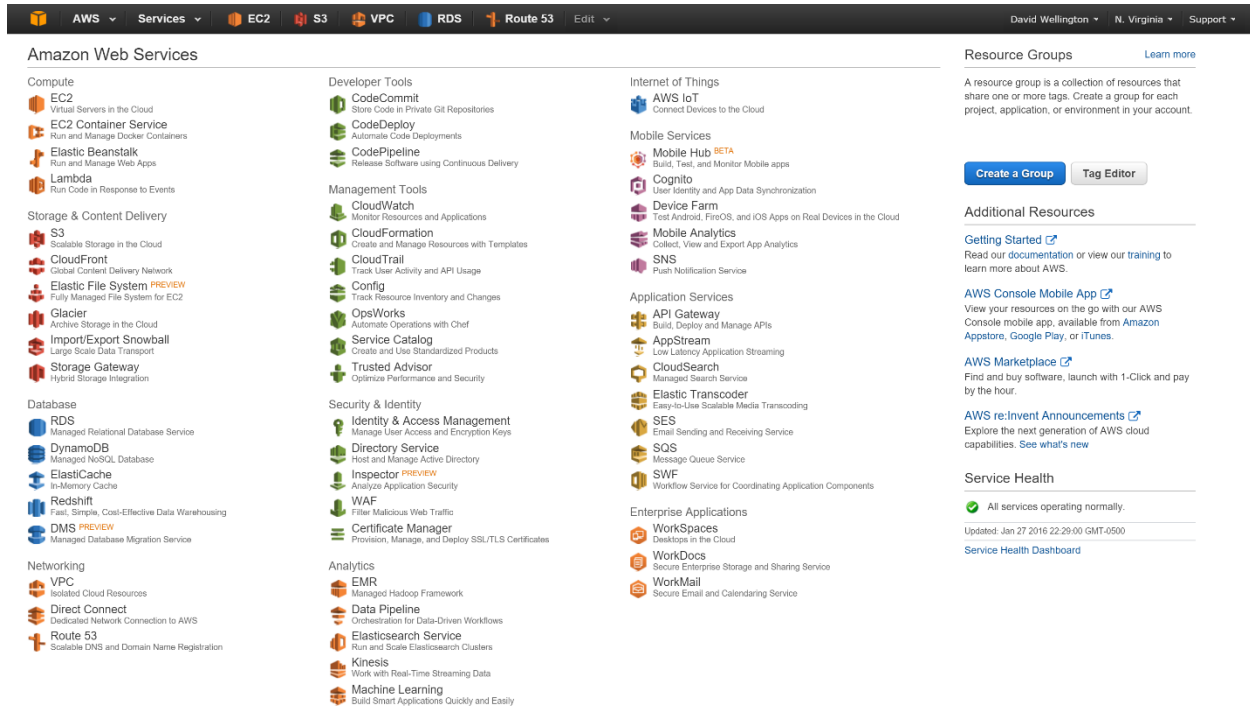 AWS Services EC2 S3 VPC RDS Route 53 Edit David Wellington N. Virginia Support
Amazon Web Services
Compute
EC2
Virtual Servers in the Cloud
EC2 Container Service
Run and Manage Docker Containers
Elastic Beanstalk
Run and Manage Web Apps
Lambda
Run Code in Response to Events
Storage & Content Delivery
S3
Scalable Storage in the Cloud
CloudFront
Global Content Delivery Network
Elastic File System PREVIEW
Fully Managed File System for EC2
Glacier
Archive Storage in the Cloud
Import/Export Snowball
Large Scale Data Transport
Storage Gateway
Hybrid Storage Integration
Database
RDS
Managed Relational Database Service
DynamoDB
Managed NoSQL Database
ElastiCache
In-Memory Cache
Redshift
Fast, Simple, Cost-Effective Data Warehousing
DMS PREVIEW
Managed Database Migration Service
Networking
VPC
Isolated Cloud Resources
Direct Connect
Dedicated Network Connection to AWS
Route 53
Scalable DNS and Domain Name Registration
Developer Tools
CodeCommit
Store Code in Private Git Repositories
CodeDeploy
Automate Code Deployments
CodePipeline
Release Software using Continuous Delivery
Management Tools
CloudWatch
Monitor Resources and Applications
CloudFormation
Create and Manage Resources with Templates
CloudTrail
Track User Activity and API Usage
Config
Track Resource Inventory and Changes
OpsWorks
Automate Operations with Chef
Service Catalog
Create and Use Standardized Products
Trusted Advisor
Optimize Performance and Security
Security & Identity
Identity & Access Management
Manage User Access and Encryption Keys
Directory Service
Host and Manage Active Directory
Inspector PREVIEW
Analyze Application Security
WAF
Filter Malicious Web Traffic
Certificate Manager
Provision, Manage, and Deploy SSL/TLS Certificates
Analytics
EMR
Managed Hadoop Framework
Data Pipeline
Orchestration for Data-Driven Workflows
Elasticsearch Service
Run and Scale Elasticsearch Clusters
Kinesis
Work with Real-Time Streaming Data
Machine Learning
Build Smart Applications Quickly and Easily
Internet of Things
AWS IoT
Connect Devices to the Cloud
Mobile Services
Mobile Hub BETA
Build, Test, and Monitor Mobile apps
Cognito
User Identity and App Data Synchronization
Device Farm
Test Android, FireOS, and iOS Apps on Real Devices in the Cloud
Mobile Analytics
Collect, View and Export App Analytics
SNS
Push Notification Service
Application Services
API Gateway
Build, Deploy and Manage APIs
AppStream
Low Latency Application Streaming
CloudSearch
Managed Search Service
Elastic Transcoder
Easy-to-Use Scalable Media Transcoding
SES
Email Sending and Receiving Service
SQS
Message Queue Service
SWF
Workflow Service for Coordinating Application Components
Enterprise Applications
WorkSpaces
Desktops in the Cloud
WorkDocs
Secure Enterprise Storage and Sharing Service
WorkMail
Secure Email and Calendaring Service
Resource Groups Learn more
A resource group is a collection of resources that
share one or more tags. Create a group for each
project, application, or environment in your account.
Create a Group Tag Editor
Additional Resources
Getting Started
Read our documentation or view our training to
learn more about AWS.
AWS Console Mobile App
View your resources on the go with our AWS
Console mobile app, available from Amazon
Appstore, Google Play, or iTunes.
AWS Marketplace
Find and buy software, launch with 1-Click and pay
by the hour.
AWS re:Invent Announcements
Explore the next generation of AWS cloud
capabilities. See what's new
Service Health
All services operating normally.
Updated: Jan 27 2016 22:29:00 GMT-0500
Service Health Dashboard